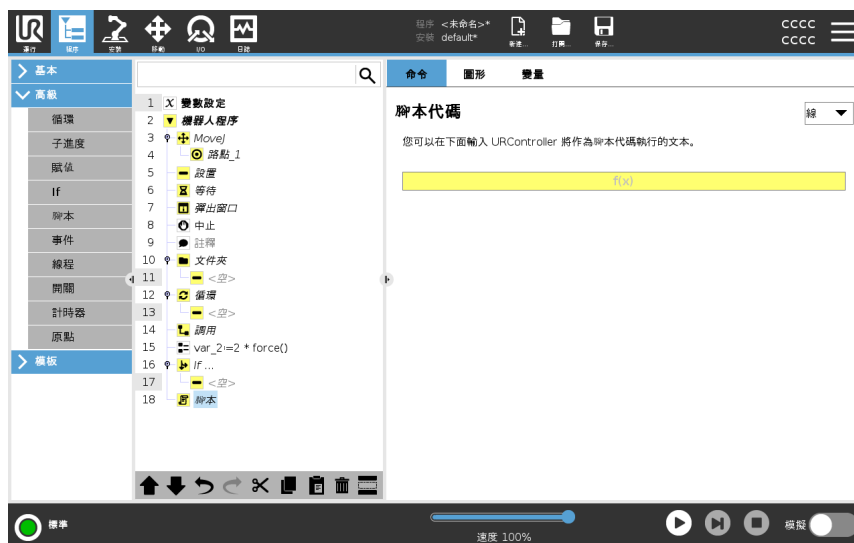 UR
運行
程序
安裝
移動
I/O
日誌
程序 <未命名>*
安裝 default*
新建...
打開...
保存...
CCCC
CCCC
基本
高級
循環
子進度
賦值
If
腳本
事件
線程
開關
計時器
原點
模板
1 X 變數設定
2 機器人程序
3 MoveJ
4 路點_1
5 設置
6 等待
7 彈出窗口
8 中止
9 註釋
10 文件夾
11 <空>
12 循環
13 <空>
14 調用
15 var_2≔2 * force()
16 If ...
17 <空>
18 腳本
命令 圖形 變量
腳本代碼
線
您可以在下面輸入 URController 將作為腳本代碼執行的文本。
f(x)
標準
速度 100%
模擬